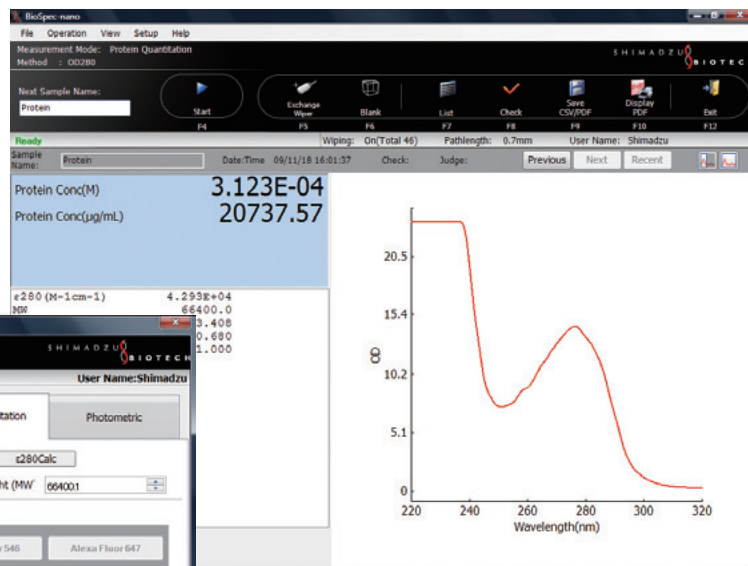 BioSpec-nano
File Operation View Setup Help
Measurement Mode: Protein Quantitation
Method : OD280
SHIMADZU BIOTEC
Next Sample Name:
Protein
Start
F4
Exchange Wiper
F5
Blank
F6
List
F7
Check
F8
Save CSV/PDF
F9
Display PDF
F10
Exit
F12
Ready Wiping: On(Total 46) Pathlength: 0.7mm User Name: Shimadzu
Sample Name: Protein Date:Time 09/11/18 16:01:37 Check: Judge: Previous Next Recent
Protein Conc(M) 3.123E-04
Protein Conc(µg/mL) 20737.57
ε280(M-1cm-1) 4.293E+04
MW 66400.0
3.408
0.680
1.000
SHIMADZU BIOTECH
User Name:Shimadzu
tation Photometric
ε280Calc
ht (MW 66400.1
546 Alexa Fluor 647
OD
20.5
15.4
10.2
5.1
0
220 240 260 280 300 320
Wavelength(nm)